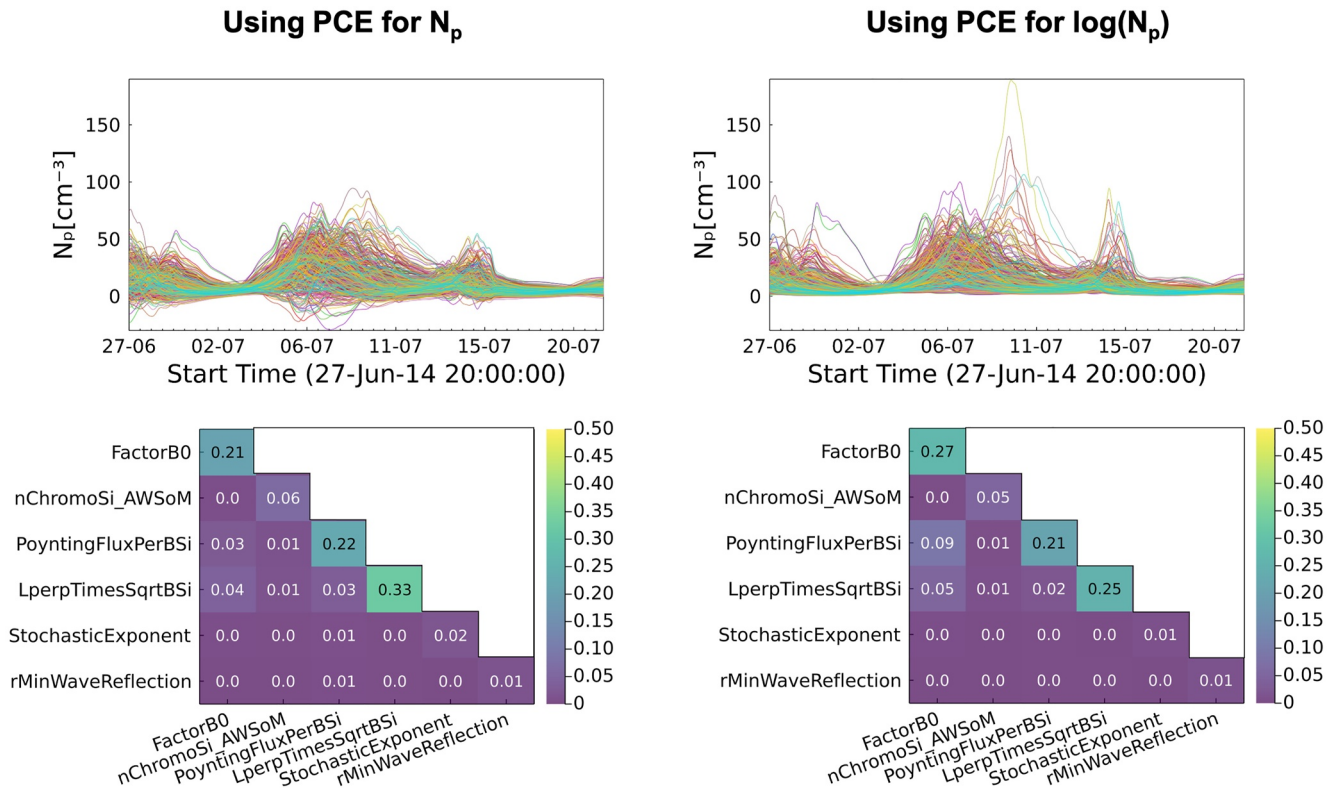 Using PCE for Nₚ
Using PCE for log(Nₚ)
150
100
50
0
Nₚ[cm⁻³]
27-06 02-07 06-07 11-07 15-07 20-07
Start Time (27-Jun-14 20:00:00)
150
100
50
0
Nₚ[cm⁻³]
27-06 02-07 06-07 11-07 15-07 20-07
Start Time (27-Jun-14 20:00:00)
FactorB0 0.21
nChromoSi_AWSoM 0.0 0.06
PoyntingFluxPerBSi 0.03 0.01 0.22
LperpTimesSqrtBSi 0.04 0.01 0.03 0.33
StochasticExponent 0.0 0.0 0.01 0.0 0.02
rMinWaveReflection 0.0 0.0 0.01 0.0 0.0 0.01
FactorB0
nChromoSi_AWSoM
PoyntingFluxPerBSi
LperpTimesSqrtBSi
StochasticExponent
rMinWaveReflection
0.50
0.45
0.40
0.35
0.30
0.25
0.20
0.15
0.10
0.05
0
FactorB0 0.27
nChromoSi_AWSoM 0.0 0.05
PoyntingFluxPerBSi 0.09 0.01 0.21
LperpTimesSqrtBSi 0.05 0.01 0.02 0.25
StochasticExponent 0.0 0.0 0.0 0.0 0.01
rMinWaveReflection 0.0 0.0 0.0 0.0 0.0 0.01
FactorB0
nChromoSi_AWSoM
PoyntingFluxPerBSi
LperpTimesSqrtBSi
StochasticExponent
rMinWaveReflection
0.50
0.45
0.40
0.35
0.30
0.25
0.20
0.15
0.10
0.05
0